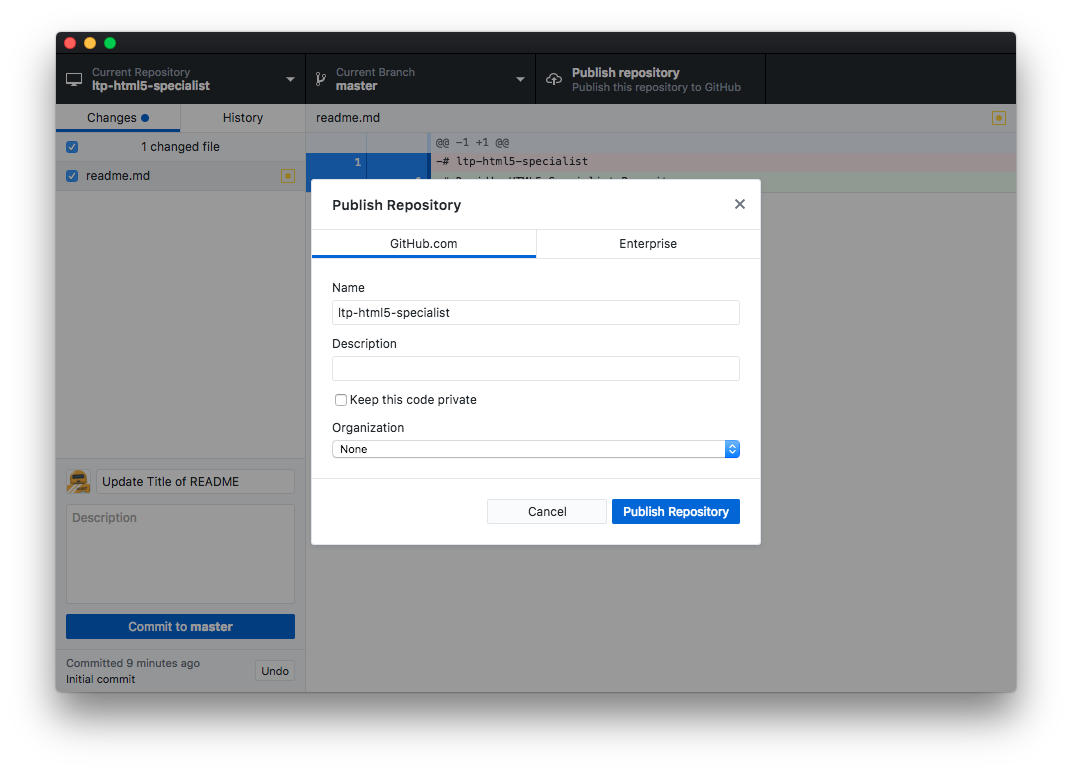 Current Repository
ltp-html5-specialist
Current Branch
master
Publish repository
Publish this repository to GitHub
Changes
History
readme.md
1 changed file
@@ -1 +1 @@
1
-# ltp-html5-specialist
readme.md
Publish Repository
GitHub.com
Enterprise
Name
ltp-html5-specialist
Description
Keep this code private
Organization
None
Cancel
Publish Repository
Update Title of README
Description
Commit to master
Committed 9 minutes ago
Initial commit
Undo